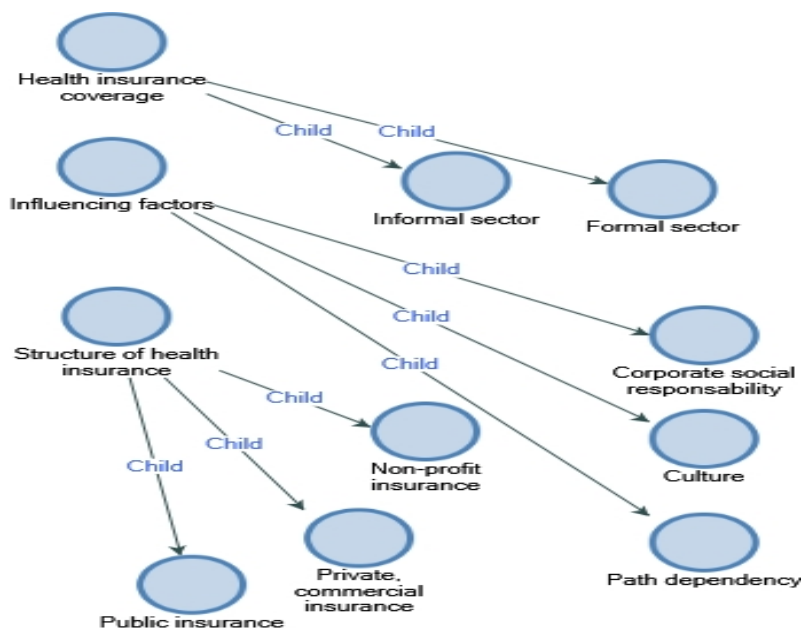 Health insurance
coverage
Child
Child
Influencing factors
Informal sector
Formal sector
Child
Child
Child
Structure of health
insurance
Corporate social
responsability
Child
Child
Child
Non-profit
insurance
Culture
Private,
commercial
insurance
Public insurance
Path dependency